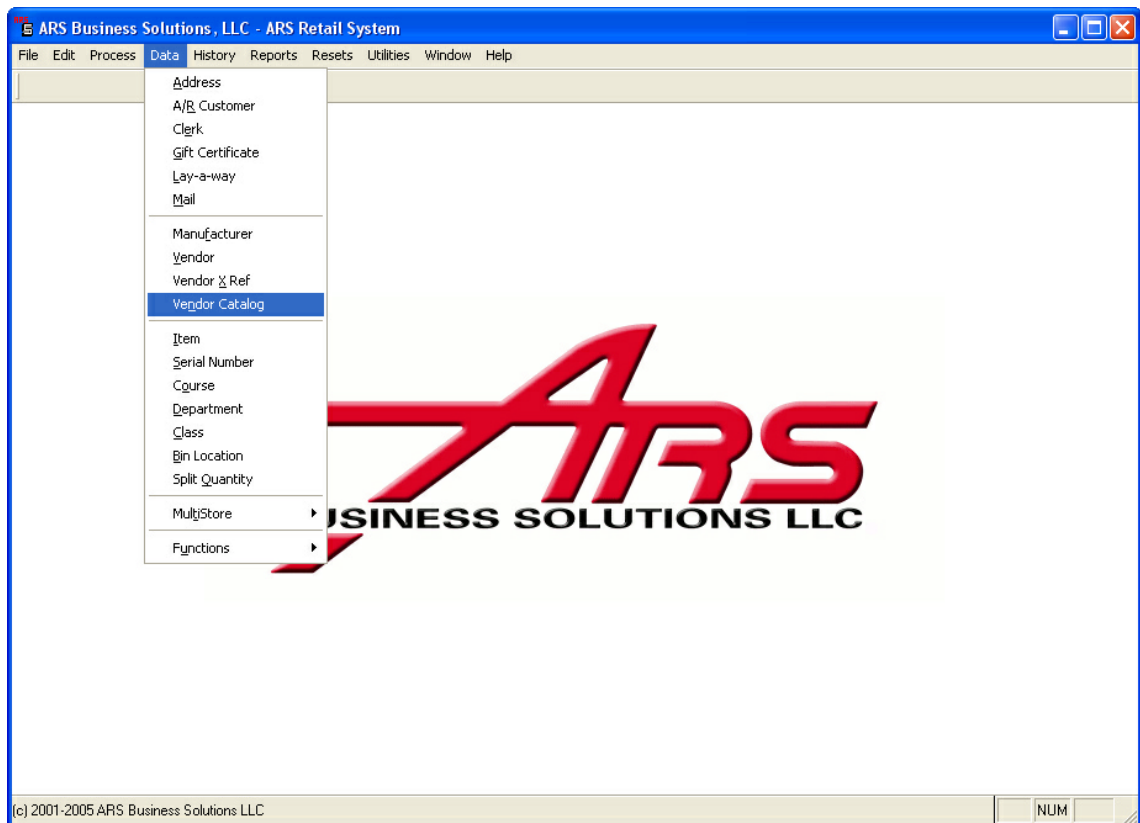 ARS Business Solutions, LLC - ARS Retail System
File Edit Process Data History Reports Resets Utilities Window Help
Address
A/R Customer
Clerk
Gift Certificate
Lay-a-way
Mail
Manufacturer
Vendor
Vendor X Ref
Vendor Catalog
Item
Serial Number
Course
Department
Class
Bin Location
Split Quantity
MultiStore
Functions
ARS
USINESS SOLUTIONS LLC
(c) 2001-2005 ARS Business Solutions LLC
NUM